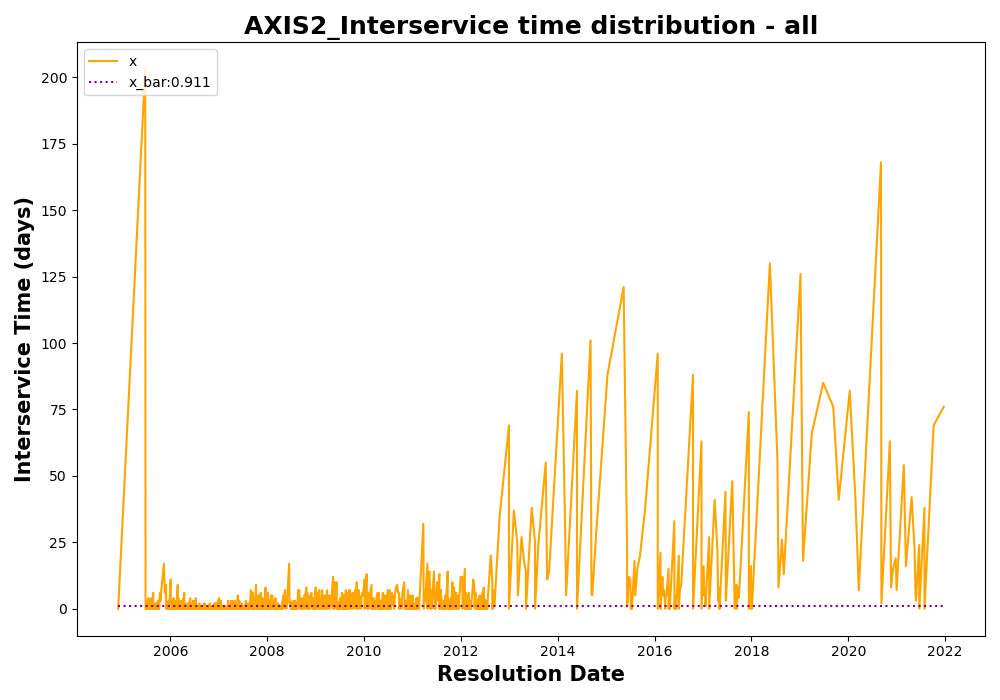 AXIS2_Interservice time distribution - all
x
x_bar:0.911
Interservice Time (days)
200
175
150
125
100
75
50
25
0
2006 2008 2010 2012 2014 2016 2018 2020 2022
Resolution Date